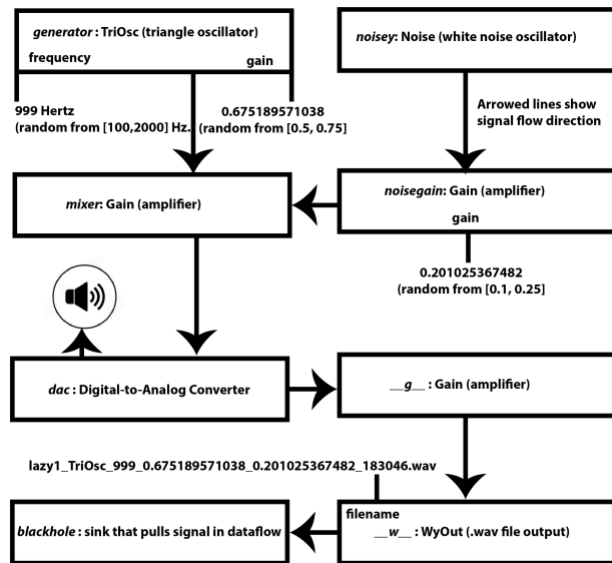 generator : TriOsc (triangle oscillator)
frequency
gain
999 Hertz
(random from [100,2000] Hz.
0.675189571038
(random from [0.5, 0.75]
noisey: Noise (white noise oscillator)
Arrowed lines show
signal flow direction
mixer: Gain (amplifier)
noisegain: Gain (amplifier)
gain
0.201025367482
(random from [0.1, 0.25]
dac : Digital-to-Analog Converter
__g__ : Gain (amplifier)
lazy1_TriOsc_999_0.675189571038_0.201025367482_183046.wav
filename
blackhole : sink that pulls signal in dataflow
__w__ : WyOut (.wav file output)